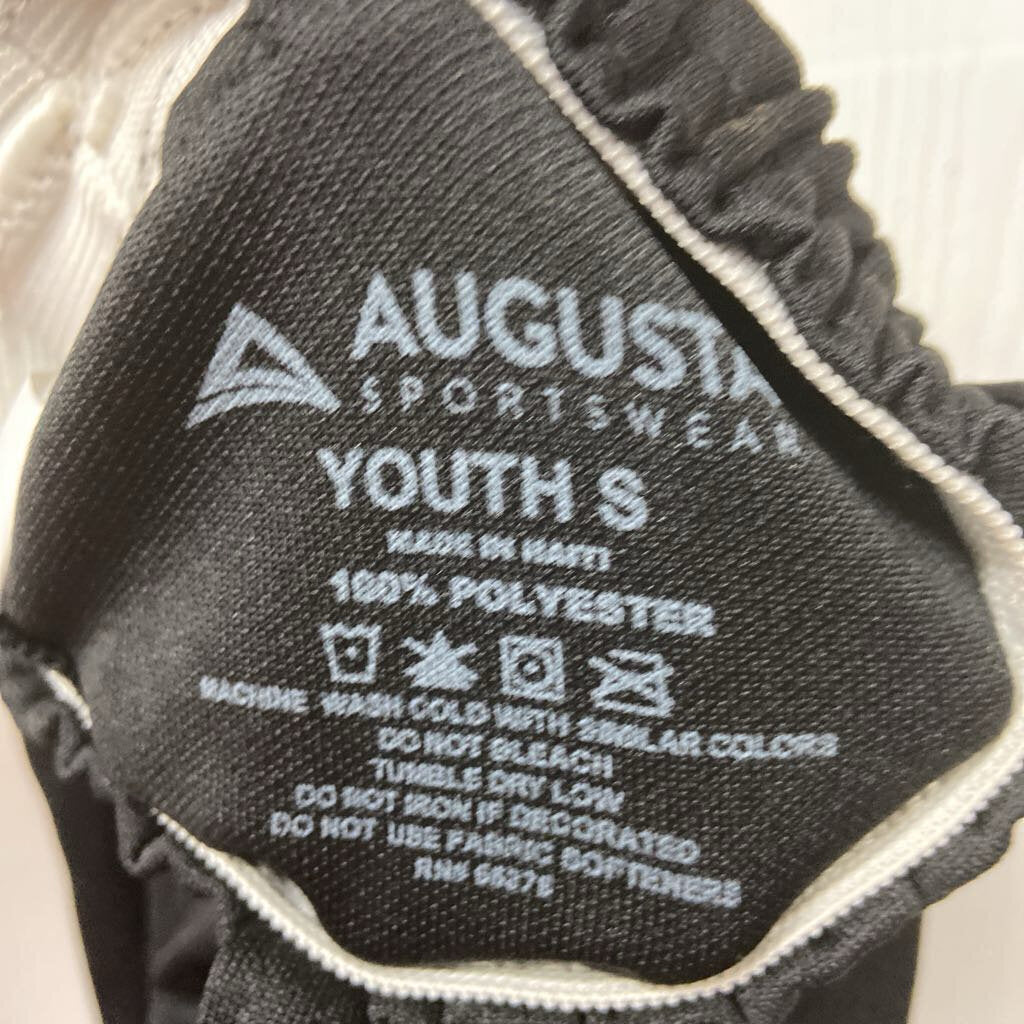 AUGUSTA
SPORTSWEAR
YOUTH S
MADE IN HAITI
100% POLYESTER
MACHINE WASH COLD WITH SIMILAR COLORS
DO NOT BLEACH
TUMBLE DRY LOW
DO NOT IRON IF DECORATED
DO NOT USE FABRIC SOFTENERS